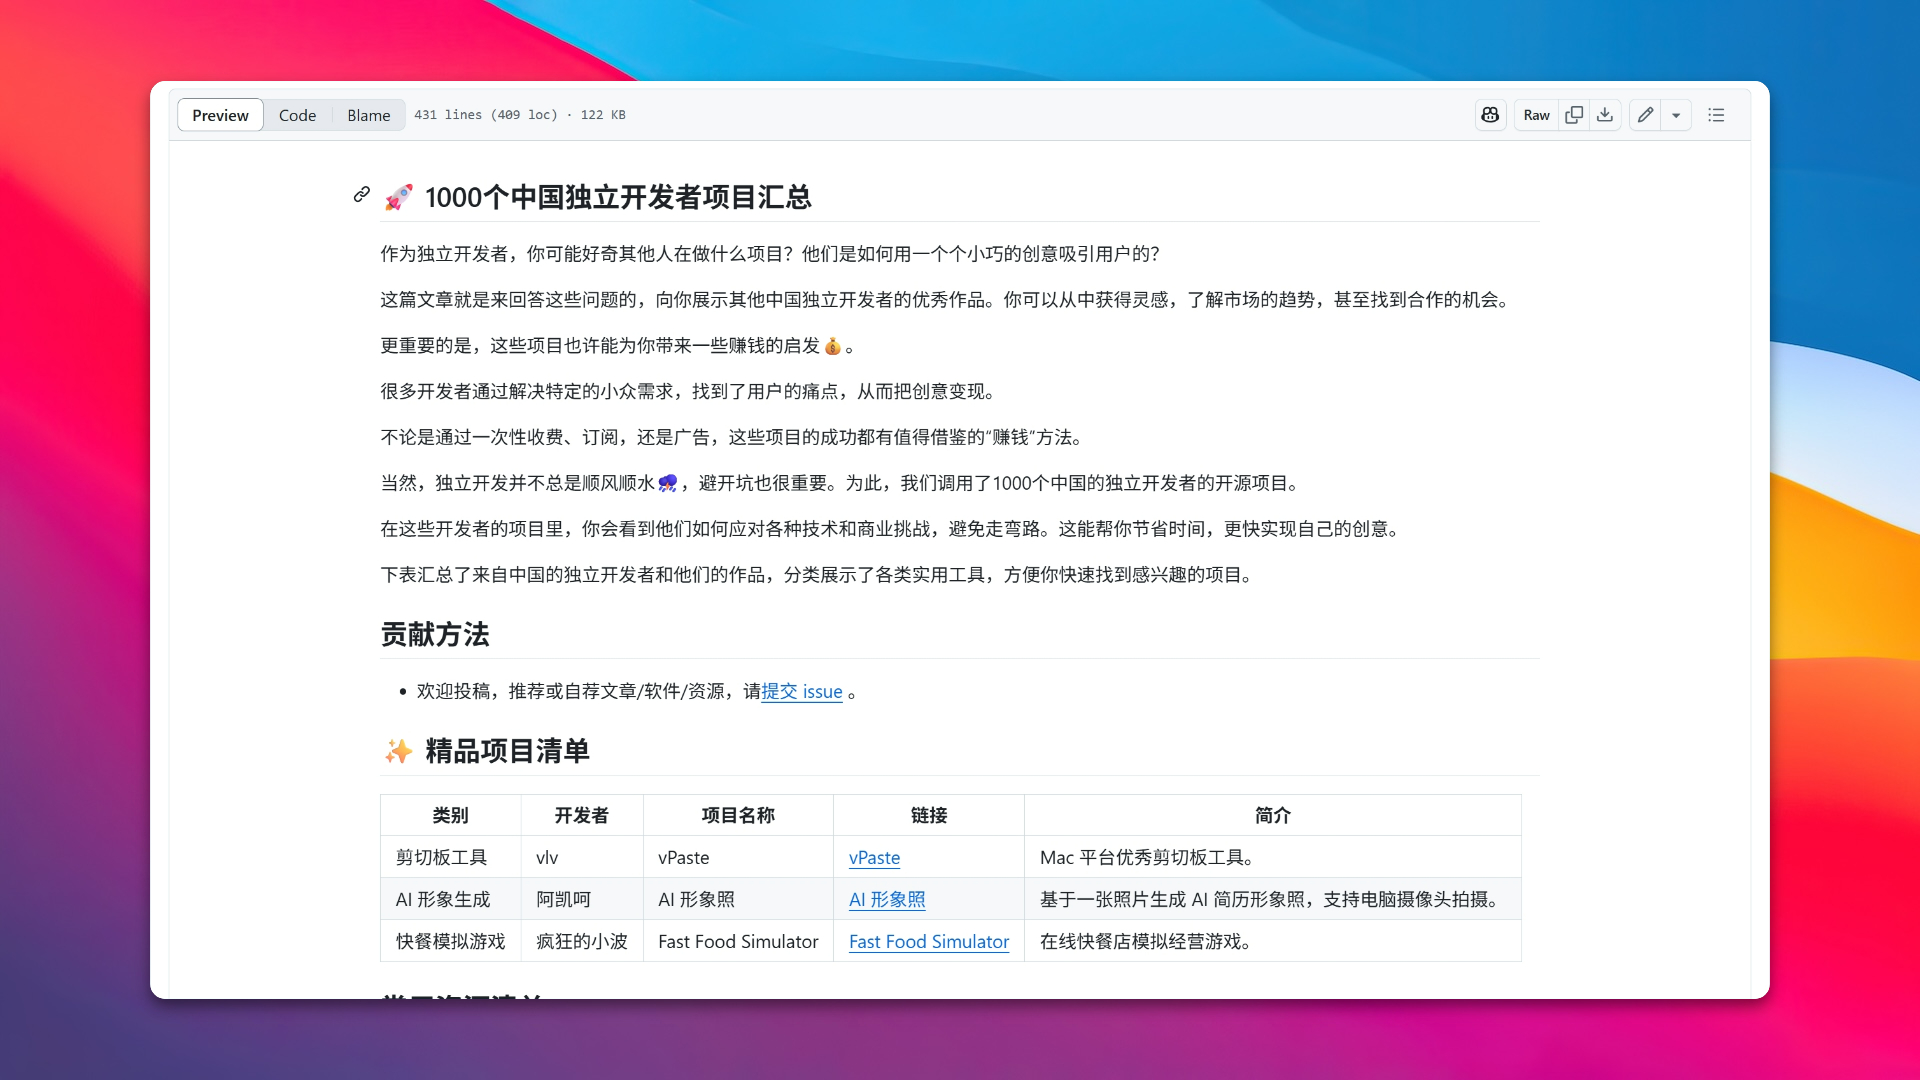 Preview Code Blame 431 lines (409 loc) · 122 KB Raw
🚀 1000个中国独立开发者项目汇总
作为独立开发者，你可能好奇其他人在做什么项目？他们是如何用一个个小巧的创意吸引用户的？
这篇文章就是来回答这些问题的，向你展示其他中国独立开发者的优秀作品。你可以从中获得灵感，了解市场的趋势，甚至找到合作的机会。
更重要的是，这些项目也许能为你带来一些赚钱的启发💰。
很多开发者通过解决特定的小众需求，找到了用户的痛点，从而把创意变现。
不论是通过一次性收费、订阅，还是广告，这些项目的成功都有值得借鉴的“赚钱”方法。
当然，独立开发并不总是顺风顺水⛈️，避开坑也很重要。为此，我们调用了1000个中国的独立开发者的开源项目。
在这些开发者的项目里，你会看到他们如何应对各种技术和商业挑战，避免走弯路。这能帮你节省时间，更快实现自己的创意。
下表汇总了来自中国的独立开发者和他们的作品，分类展示了各类实用工具，方便你快速找到感兴趣的项目。
贡献方法
• 欢迎投稿，推荐或自荐文章/软件/资源，请提交 issue 。
✨ 精品项目清单
类别 开发者 项目名称 链接 简介
剪切板工具 vlv vPaste vPaste Mac 平台优秀剪切板工具。
AI 形象生成 阿凯呵 AI 形象照 AI 形象照 基于一张照片生成 AI 简历形象照，支持电脑摄像头拍摄。
快餐模拟游戏 疯狂的小波 Fast Food Simulator Fast Food Simulator 在线快餐店模拟经营游戏。